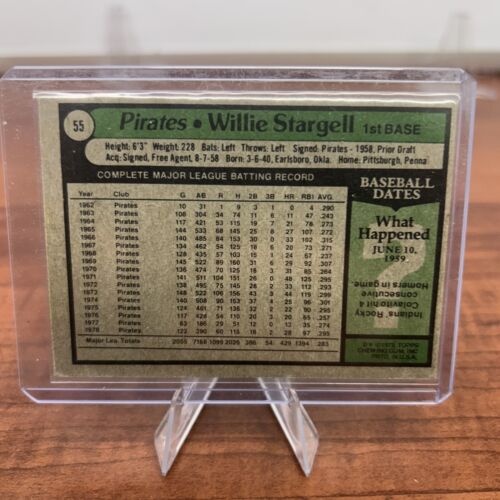 55
Pirates • Willie Stargell 1st BASE
Height: 6'3" Weight: 228 Bats: Left Throws: Left Signed: Pirates - 1958, Prior Draft
Acq: Signed, Free Agent, 8-7-58 Born: 3-6-40, Earlsboro, Okla. Home: Pittsburgh, Penna
COMPLETE MAJOR LEAGUE BATTING RECORD
Year Club G AB R H 2B 3B HR RBI AVG.
1962 Pirates 10 31 1 9 3 1 0 4 .290
1963 Pirates 108 304 34 74 11 6 11 47 .243
1964 Pirates 117 421 53 115 19 7 21 78 .273
1965 Pirates 144 533 68 145 25 8 27 107 .272
1966 Pirates 140 485 84 153 30 0 33 102 .315
1967 Pirates 134 462 54 125 18 6 20 73 .271
1968 Pirates 128 435 57 103 15 1 24 67 .237
1969 Pirates 145 522 89 160 31 6 29 92 .307
1970 Pirates 136 474 70 125 18 3 31 85 .264
1971 Pirates 141 511 104 151 26 0 48 125 .295
1972 Pirates 138 495 75 145 28 2 33 112 .293
1973 Pirates 148 522 106 156 43 3 44 119 .299
1974 Pirates 140 508 90 153 37 4 25 96 .301
1975 Pirates 124 461 71 136 32 2 22 90 .295
1976 Pirates 117 428 54 110 20 3 20 65 .257
1977 Pirates 63 186 29 51 12 0 13 35 .274
1978 Pirates 122 390 60 115 18 2 28 97 .295
Major Lea. Totals 2055 7168 1099 2026 386 54 429 1394 .283
BASEBALL
DATES
What
Happened
JUNE 10,
1959
?
Indians, Rocky
Colavito hit 4
consecutive
Homers in game